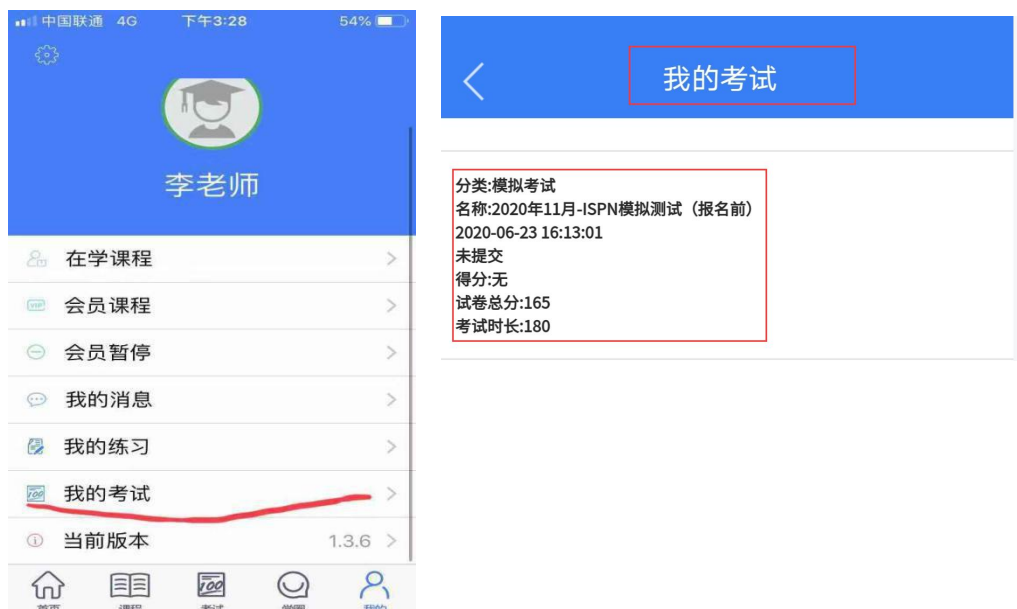 中国联通 4G 下午3:28 54%
李老师
在学课程
VIP 会员课程
会员暂停
我的消息
我的练习
100 我的考试
当前版本 1.3.6
100
我的考试
分类:模拟考试
名称:2020年11月-ISPN模拟测试（报名前）
2020-06-23 16:13:01
未提交
得分:无
试卷总分:165
考试时长:180